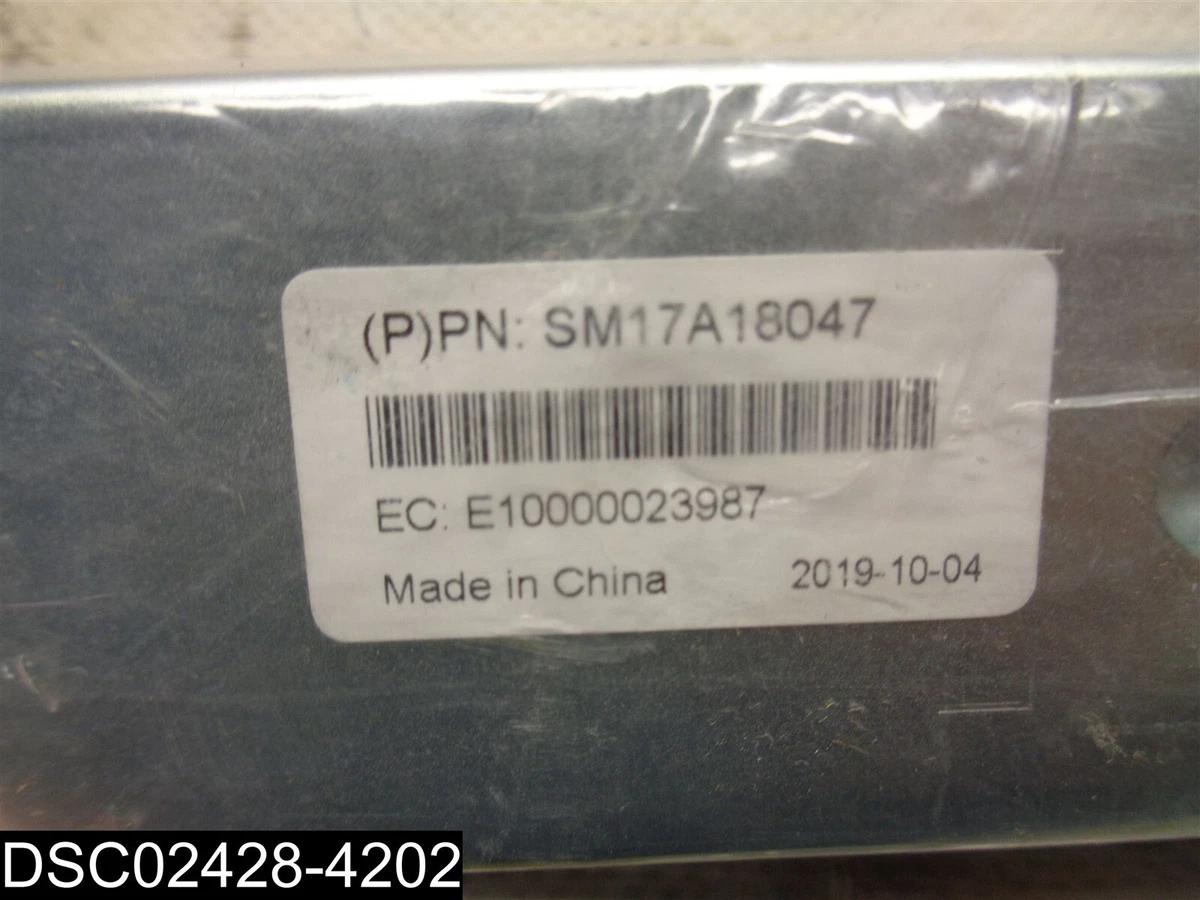 (P)PN: SM17A18047
EC: E10000023987
Made in China 2019-10-04
DSC02428-4202